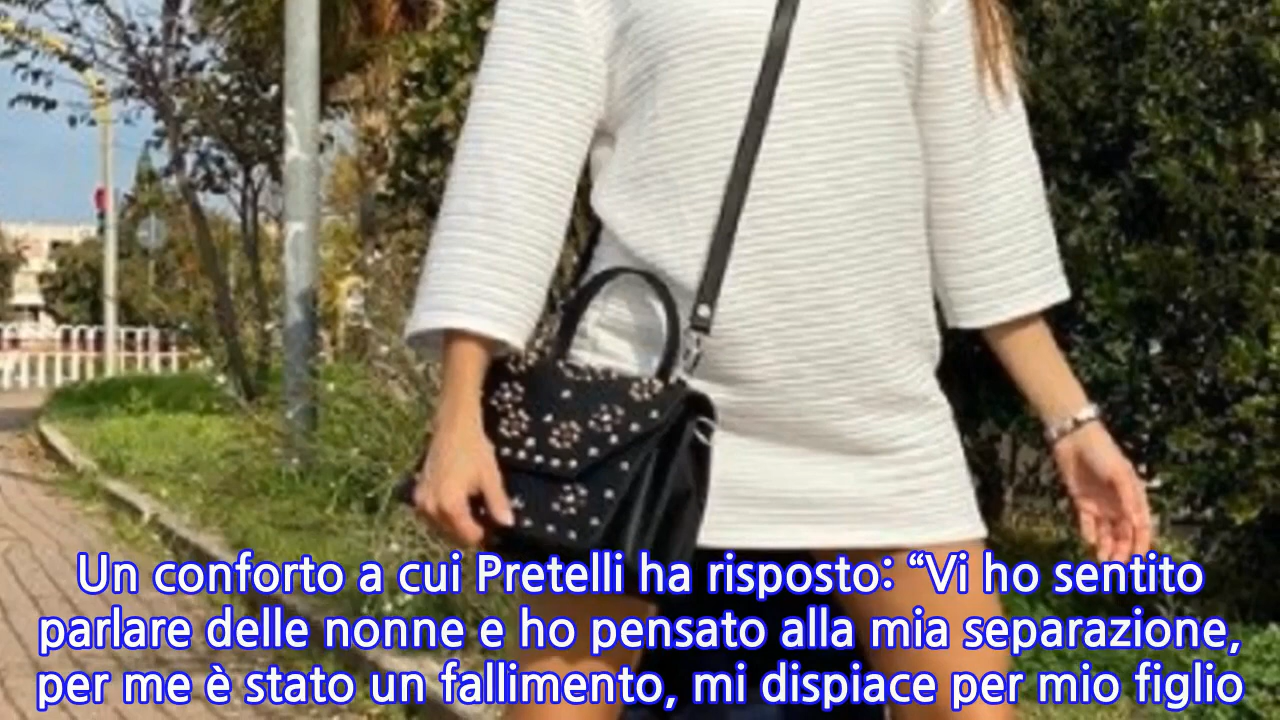 Un conforto a cui Pretelli ha risposto: “Vi ho sentito
parlare delle nonne e ho pensato alla mia separazione,
per me è stato un fallimento, mi dispiace per mio figlio